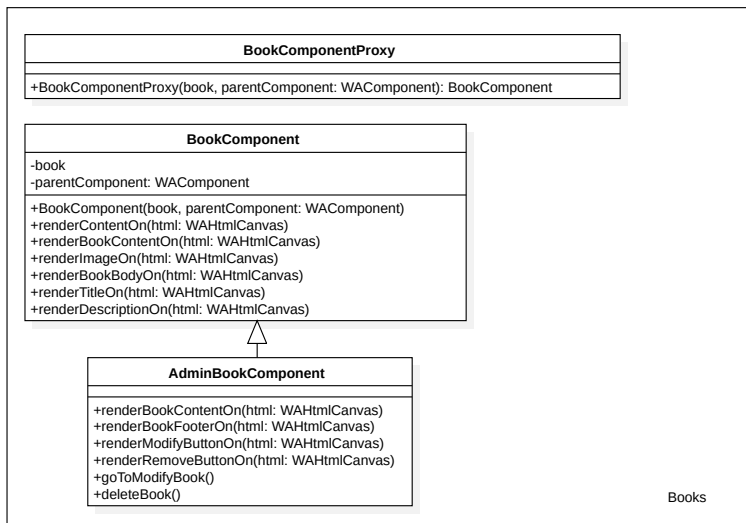 BookComponentProxy
+BookComponentProxy(book, parentComponent: WAComponent): BookComponent
BookComponent
-book
-parentComponent: WAComponent
+BookComponent(book, parentComponent: WAComponent)
+renderContentOn(html: WAHtmlCanvas)
+renderBookContentOn(html: WAHtmlCanvas)
+renderImageOn(html: WAHtmlCanvas)
+renderBookBodyOn(html: WAHtmlCanvas)
+renderTitleOn(html: WAHtmlCanvas)
+renderDescriptionOn(html: WAHtmlCanvas)
AdminBookComponent
+renderBookContentOn(html: WAHtmlCanvas)
+renderBookFooterOn(html: WAHtmlCanvas)
+renderModifyButtonOn(html: WAHtmlCanvas)
+renderRemoveButtonOn(html: WAHtmlCanvas)
+goToModifyBook()
+deleteBook()
Books